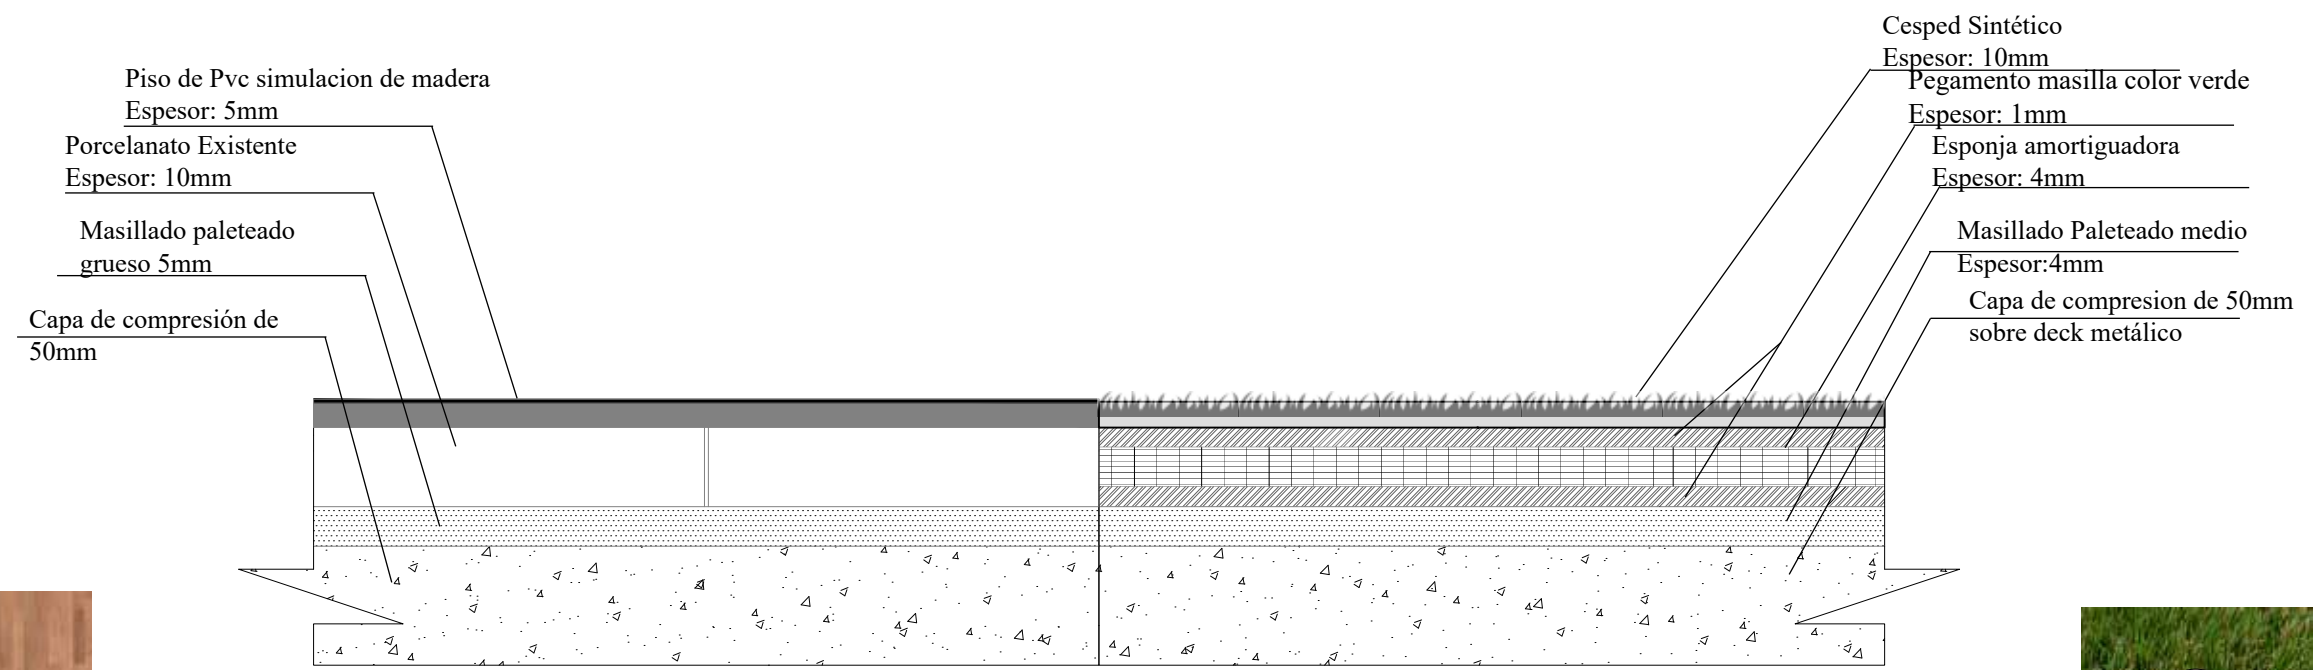 Piso de Pvc simulacion de madera
Espesor: 5mm
Porcelanato Existente
Espesor: 10mm
Masillado paleteado
grueso 5mm
Capa de compresión de
50mm
Cesped Sintético
Espesor: 10mm
Pegamento masilla color verde
Espesor: 1mm
Esponja amortiguadora
Espesor: 4mm
Masillado Paleteado medio
Espesor:4mm
Capa de compresion de 50mm
sobre deck metálico